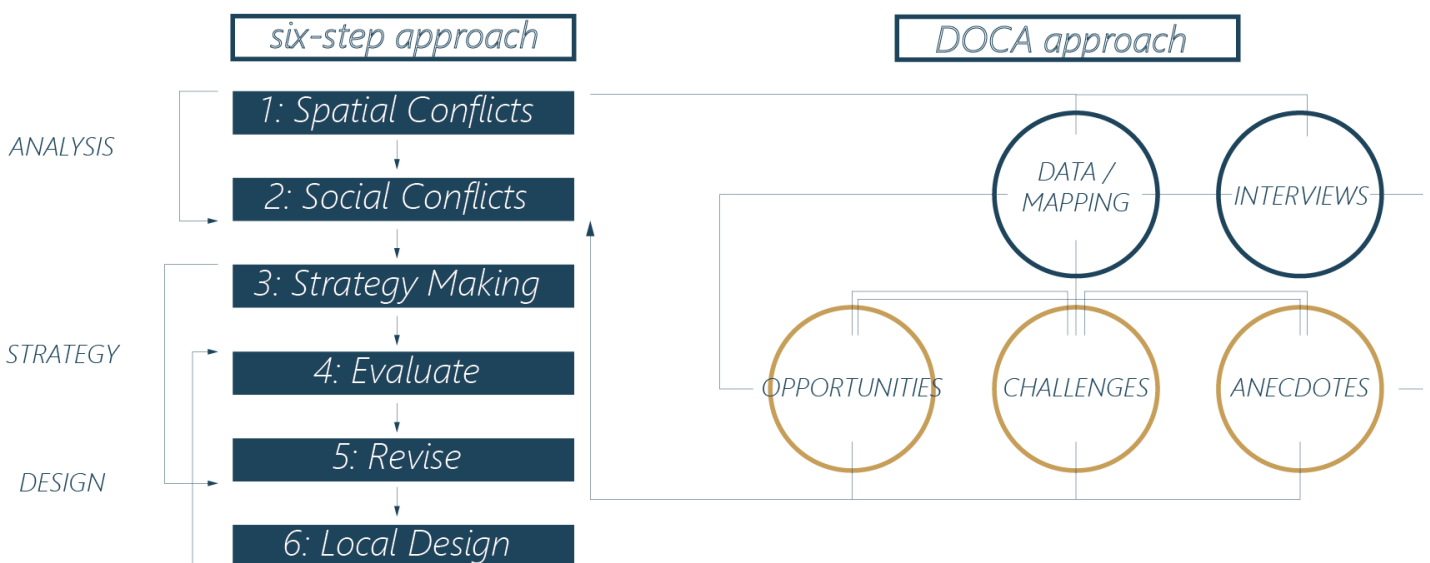 six-step approach
1: Spatial Conflicts
2: Social Conflicts
3: Strategy Making
4: Evaluate
5: Revise
6: Local Design
ANALYSIS
STRATEGY
DESIGN
DOCA approach
DATA /
MAPPING
INTERVIEWS
OPPORTUNITIES
CHALLENGES
ANECDOTES